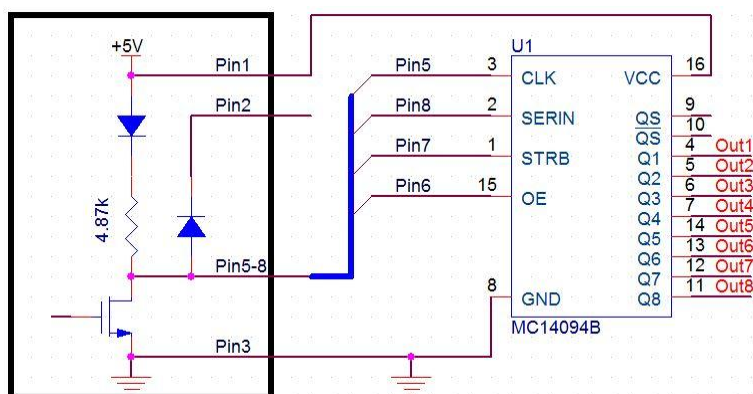 +5V
Pin1
Pin2
4.87k
Pin5-8
Pin3
Pin5
Pin8
Pin7
Pin6
U1
3
2
1
15
8
CLK
SERIN
STRB
OE
GND
VCC
QS
QS
Q1
Q2
Q3
Q4
Q5
Q6
Q7
Q8
16
9
10
4
5
6
7
14
13
12
11
Out1
Out2
Out3
Out4
Out5
Out6
Out7
Out8
MC14094B